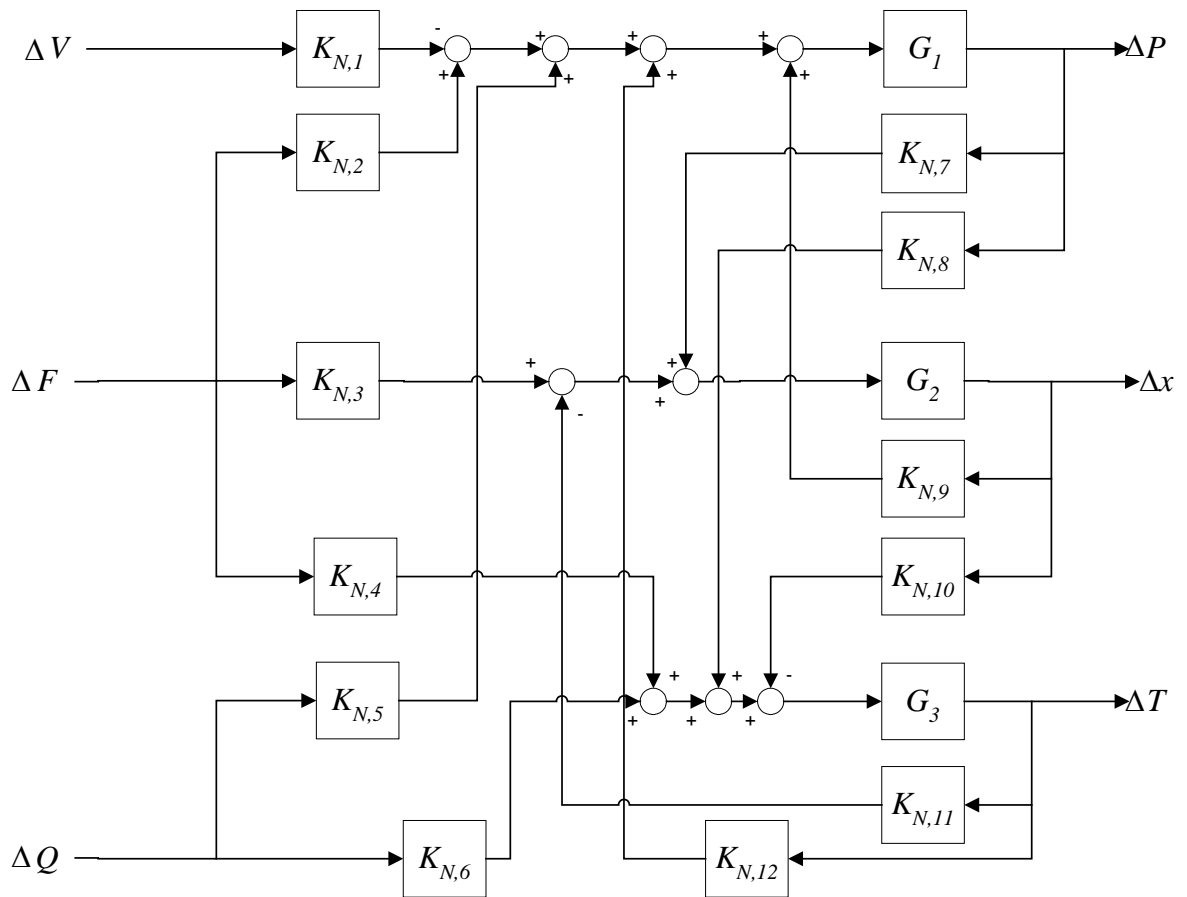 ΔV
K_{N,1}
-
+
+
+
+
+
+
+
G_1
ΔP
K_{N,2}
K_{N,7}
K_{N,8}
ΔF
K_{N,3}
+
-
+
+
G_2
Δx
K_{N,9}
K_{N,4}
K_{N,10}
K_{N,5}
+
+
+
+
-
+
G_3
ΔT
K_{N,11}
ΔQ
K_{N,6}
K_{N,12}